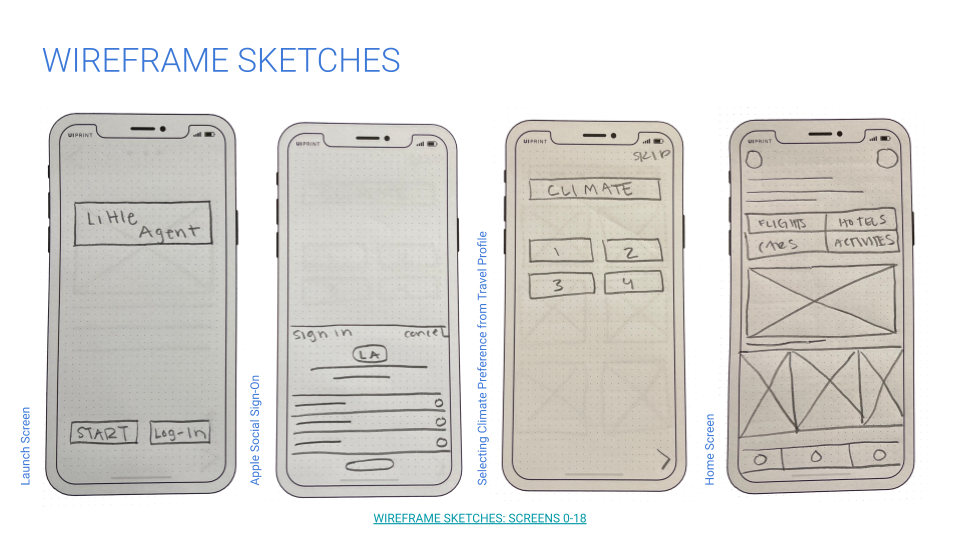 WIREFRAME SKETCHES
Launch Screen
UIPRINT
Little
Agent
START
Log-In
Apple Social Sign-On
UIPRINT
Sign in
cancel
LA
Selecting Climate Preference from Travel Profile
UIPRINT
SKIP
CLIMATE
1 2
3 4
Home Screen
UIPRINT
FLIGHTS HOTELS
CARS ACTIVITES
WIREFRAME SKETCHES: SCREENS 0-18